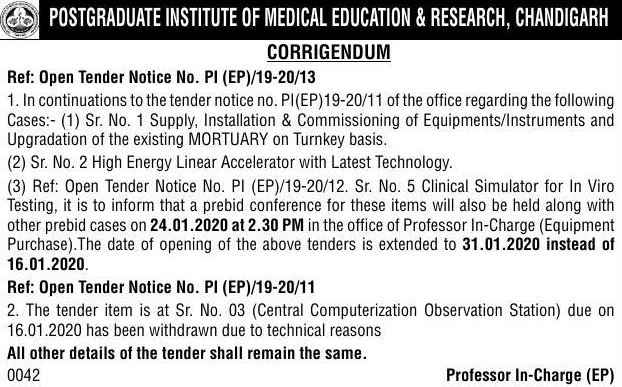 POSTGRADUATE INSTITUTE OF MEDICAL EDUCATION & RESEARCH, CHANDIGARH
CORRIGENDUM
Ref: Open Tender Notice No. PI (EP)/19-20/13
1. In continuations to the tender notice no. PI(EP)19-20/11 of the office regarding the following
Cases:- (1) Sr. No. 1 Supply, Installation & Commissioning of Equipments/Instruments and
Upgradation of the existing MORTUARY on Turnkey basis.
(2) Sr. No. 2 High Energy Linear Accelerator with Latest Technology.
(3) Ref: Open Tender Notice No. PI (EP)/19-20/12. Sr. No. 5 Clinical Simulator for In Viro
Testing, it is to inform that a prebid conference for these items will also be held along with
other prebid cases on 24.01.2020 at 2.30 PM in the office of Professor In-Charge (Equipment
Purchase).The date of opening of the above tenders is extended to 31.01.2020 instead of
16.01.2020.
Ref: Open Tender Notice No. PI (EP)/19-20/11
2. The tender item is at Sr. No. 03 (Central Computerization Observation Station) due on
16.01.2020 has been withdrawn due to technical reasons
All other details of the tender shall remain the same.
0042 Professor In-Charge (EP)